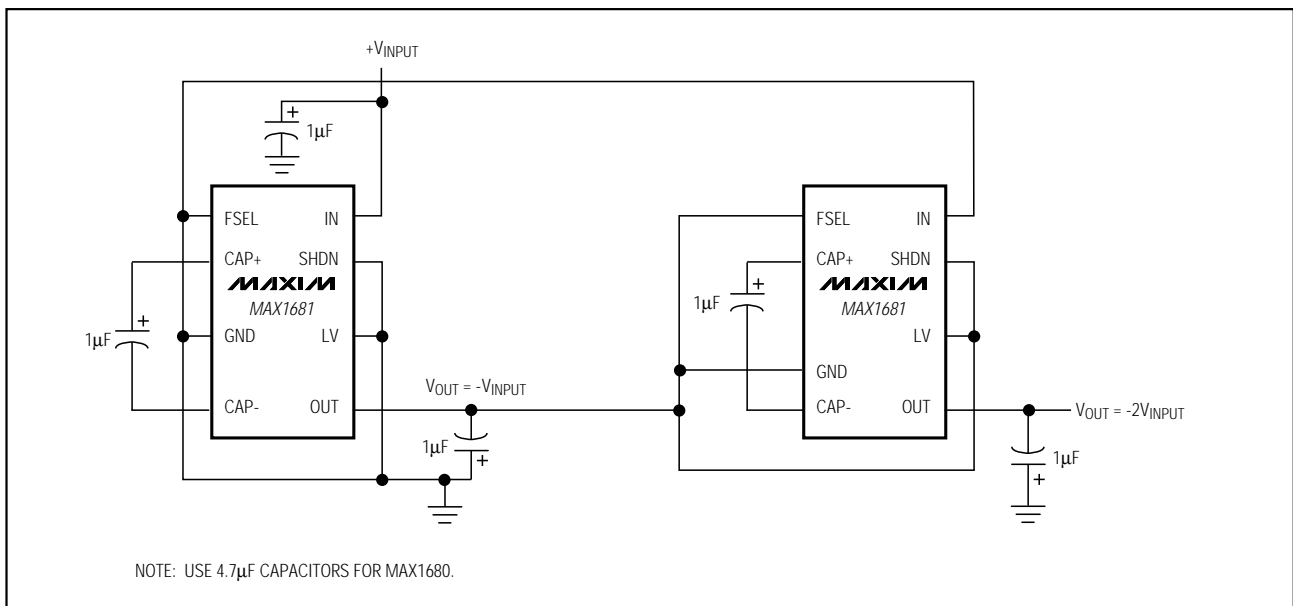 +VINPUT
+
1µF
FSEL IN
CAP+ SHDN
MAXIM
MAX1681
GND LV
CAP- OUT
+
1µF
VOUT = -VINPUT
1µF
+
FSEL IN
CAP+ SHDN
MAXIM
MAX1681
LV
GND
CAP- OUT
+
1µF
VOUT = -2VINPUT
1µF
+
NOTE: USE 4.7µF CAPACITORS FOR MAX1680.